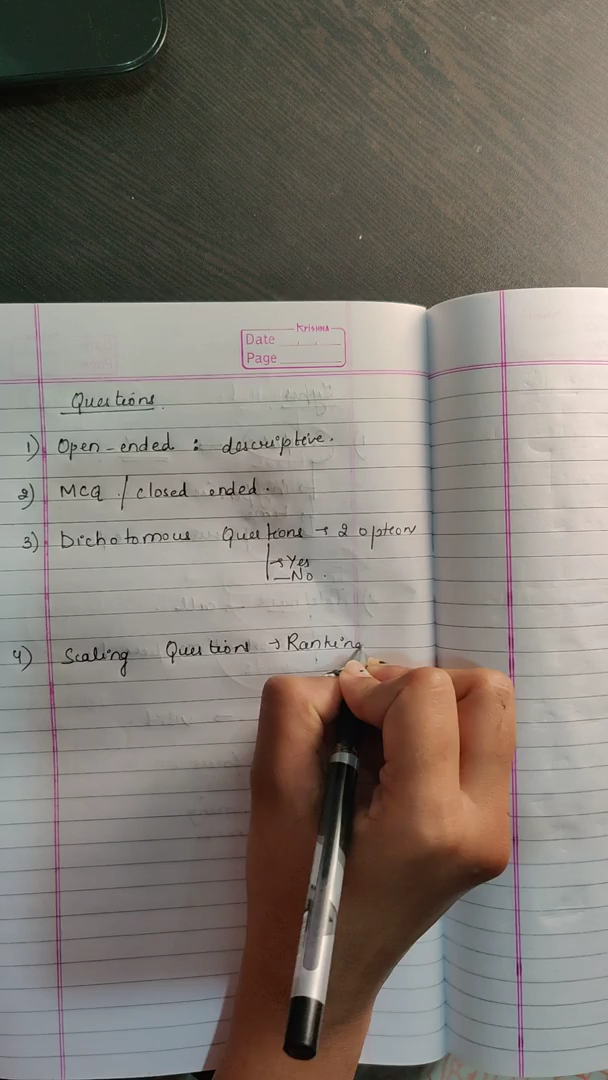 Krishna
Date
Page
Questions.
1) Open-ended : descriptive.
2) MCQ / closed ended.
3) Dichotomous Questions → 2 option
→ Yes
No.
4) Scaling Questions → Ranking